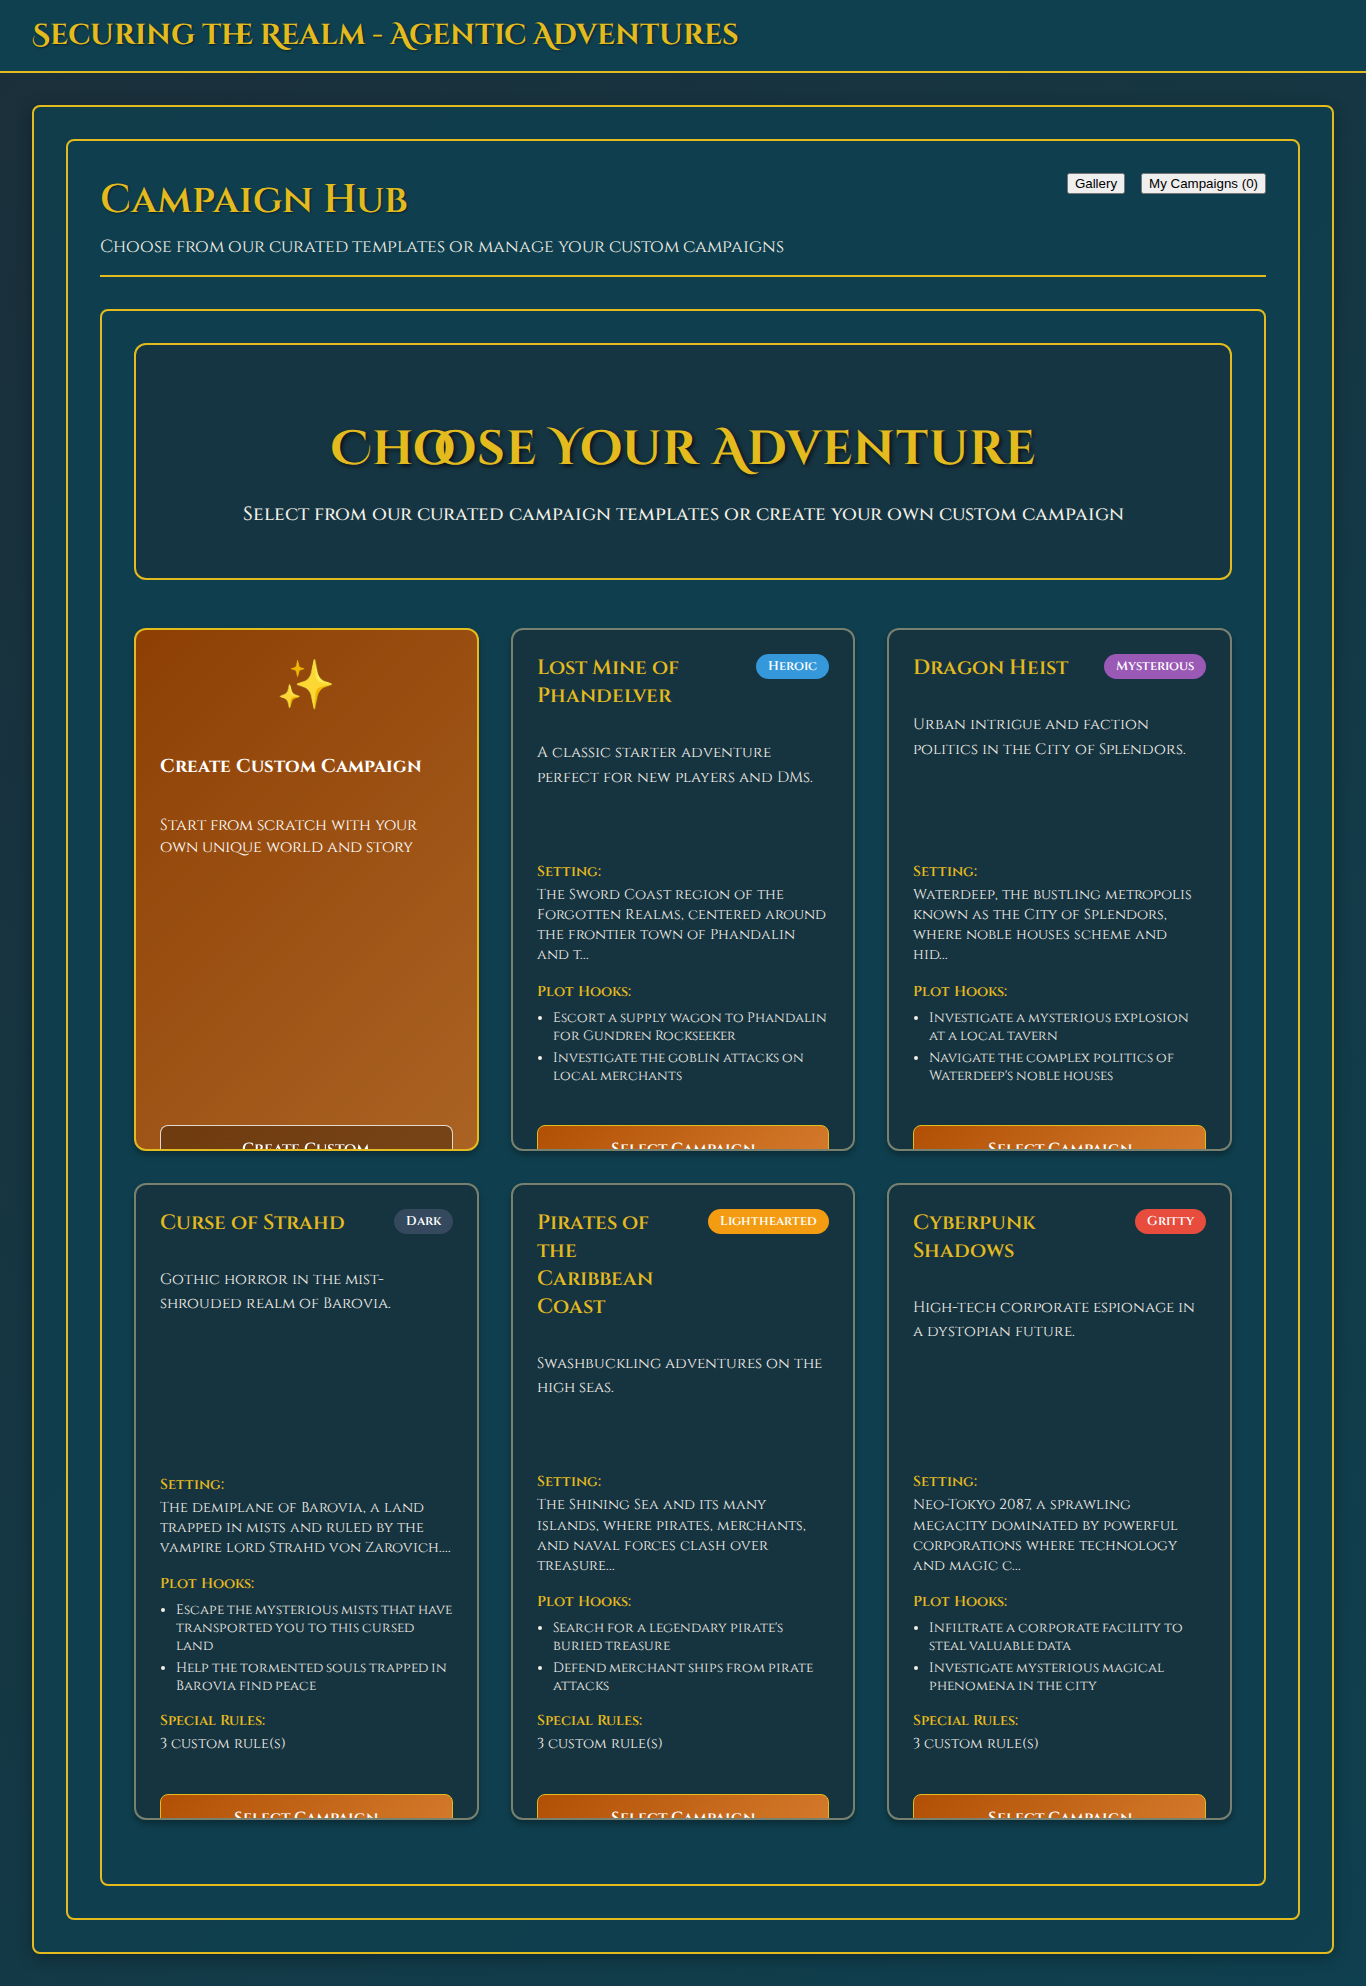 Securing the Realm - Agentic Adventures
Campaign Hub
Gallery
My Campaigns (0)
Choose from our curated templates or manage your custom campaigns
Choose Your Adventure
Select from our curated campaign templates or create your own custom campaign
✨
Create Custom Campaign
Start from scratch with your
own unique world and story
Create Custom
Lost Mine of
Phandelver
Heroic
A classic starter adventure
perfect for new players and DMs.
Setting:
The Sword Coast region of the
Forgotten Realms, centered around
the frontier town of Phandalin
and t...
Plot Hooks:
• Escort a supply wagon to Phandalin
for Gundren Rockseeker
• Investigate the goblin attacks on
local merchants
Select Campaign
Dragon Heist
Mysterious
Urban intrigue and faction
politics in the City of Splendors.
Setting:
Waterdeep, the bustling metropolis
known as the City of Splendors,
where noble houses scheme and
hid...
Plot Hooks:
• Investigate a mysterious explosion
at a local tavern
• Navigate the complex politics of
Waterdeep's noble houses
Select Campaign
Curse of Strahd
Dark
Gothic horror in the mist-
shrouded realm of Barovia.
Setting:
The demiplane of Barovia, a land
trapped in mists and ruled by the
vampire lord Strahd von Zarovich....
Plot Hooks:
• Escape the mysterious mists that have
transported you to this cursed
land
• Help the tormented souls trapped in
Barovia find peace
Special Rules:
3 custom rule(s)
Select Campaign
Pirates of
the
Caribbean
Coast
Lighthearted
Swashbuckling adventures on the
high seas.
Setting:
The Shining Sea and its many
islands, where pirates, merchants,
and naval forces clash over
treasure...
Plot Hooks:
• Search for a legendary pirate's
buried treasure
• Defend merchant ships from pirate
attacks
Special Rules:
3 custom rule(s)
Select Campaign
Cyberpunk
Shadows
Gritty
High-tech corporate espionage in
a dystopian future.
Setting:
Neo-Tokyo 2087, a sprawling
megacity dominated by powerful
corporations where technology
and magic c...
Plot Hooks:
• Infiltrate a corporate facility to
steal valuable data
• Investigate mysterious magical
phenomena in the city
Special Rules:
3 custom rule(s)
Select Campaign